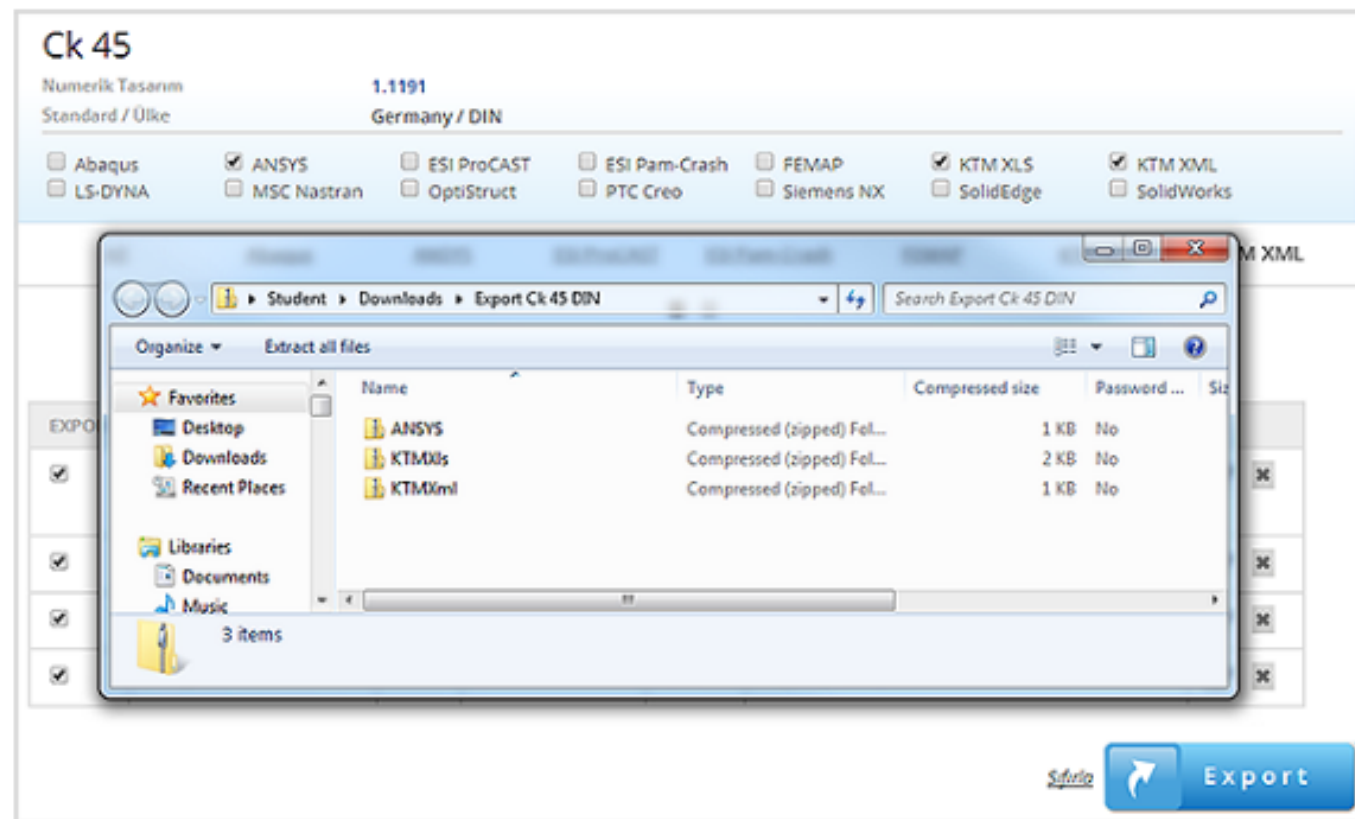 Ck 45
Numerik Tasarım 1.1191
Standard / Ülke Germany / DIN
Abaqus ANSYS ESI ProCAST ESI Pam-Crash FEMAP KTM XLS KTM XML
LS-DYNA MSC Nastran OptiStruct PTC Creo Siemens NX SolidEdge SolidWorks
M XML
Student Downloads Export Ck 45 DIN Search Export Ck 45 DIN
Organize Extract all files
Favorites Name Type Compressed size Password ... Siz
EXPO
Desktop ANSYS Compressed (zipped) Fol... 1 KB No
Downloads KTMXls Compressed (zipped) Fol... 2 KB No
Recent Places KTMXml Compressed (zipped) Fol... 1 KB No
Libraries
Documents
Music
3 items
Sıfırla Export